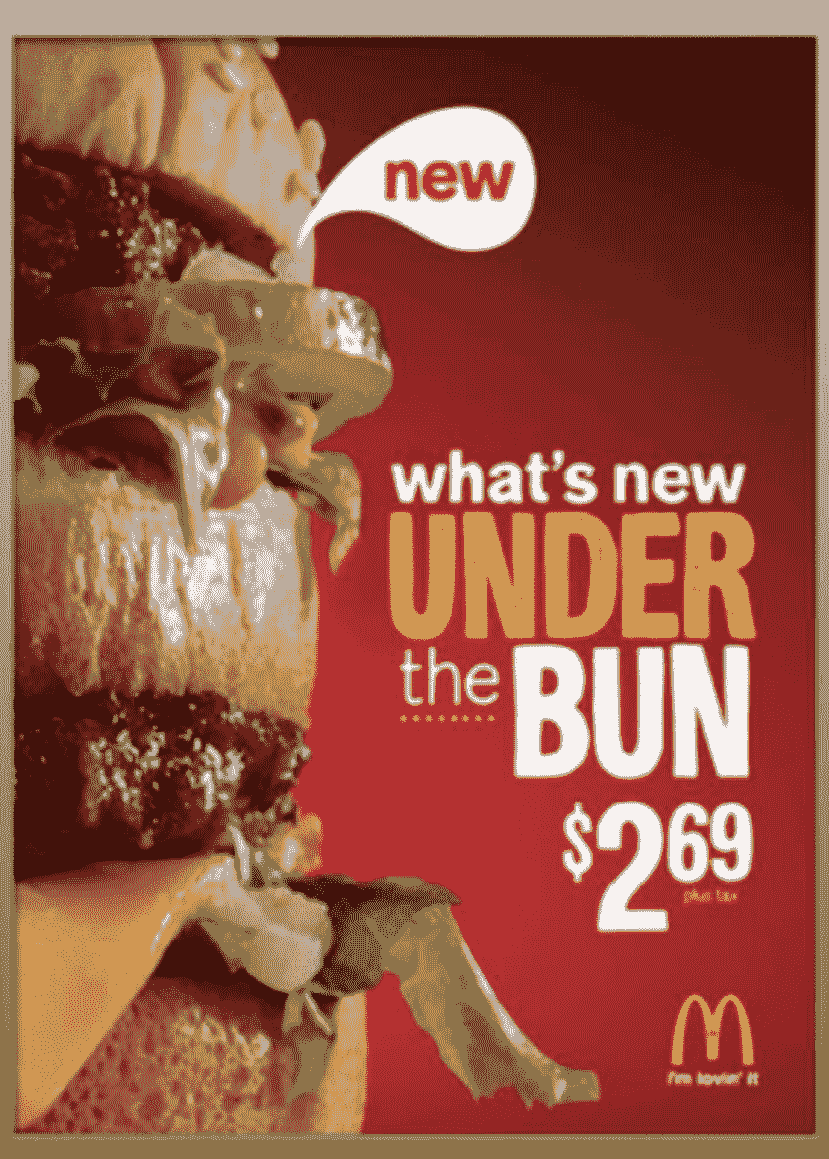 new
what's new
UNDER
the BUN
$2 69
plus tax
i'm lovin' it